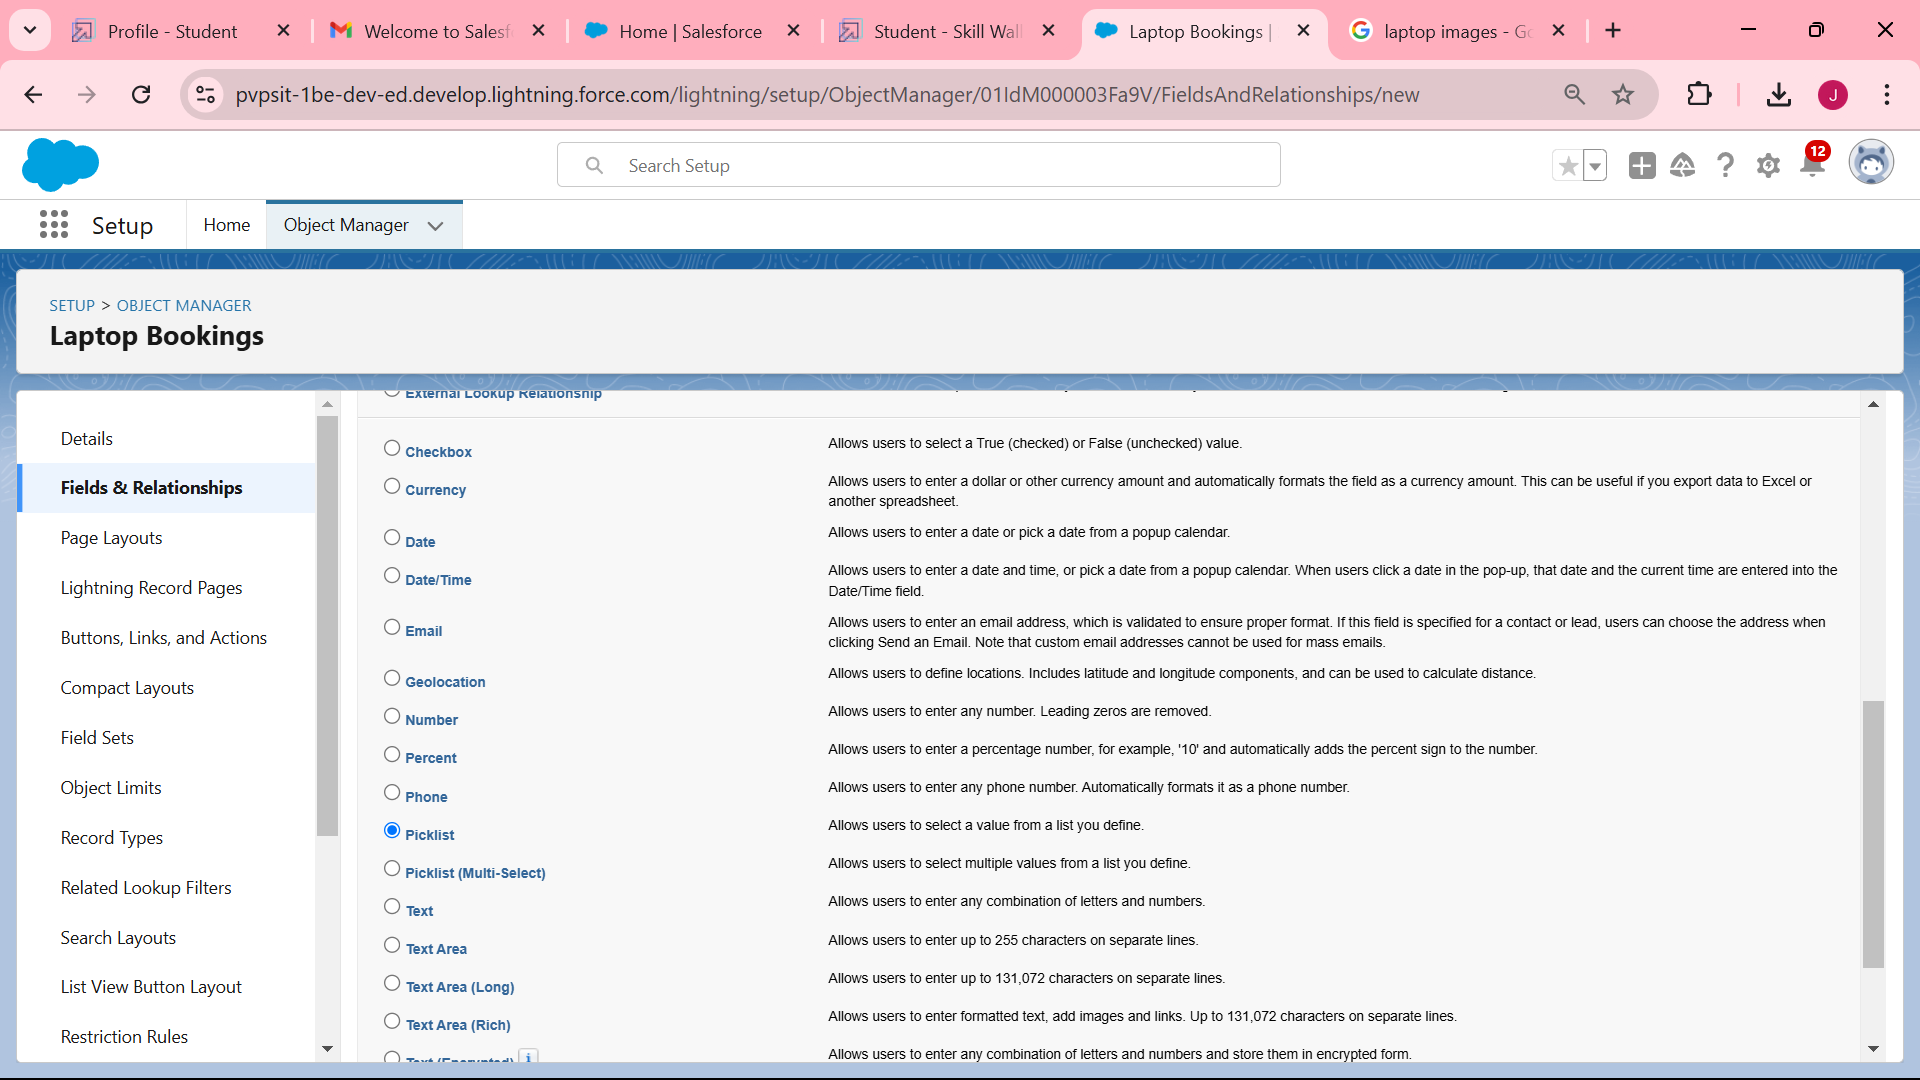 Profile - Student
Welcome to Salesf
Home | Salesforce
Student - Skill Wal
Laptop Bookings |
laptop images - Go
pvpsit-1be-dev-ed.develop.lightning.force.com/lightning/setup/ObjectManager/01IdM000003Fa9V/FieldsAndRelationships/new
J
Search Setup
12
Setup
Home
Object Manager
SETUP > OBJECT MANAGER
Laptop Bookings
Details
Fields & Relationships
Page Layouts
Lightning Record Pages
Buttons, Links, and Actions
Compact Layouts
Field Sets
Object Limits
Record Types
Related Lookup Filters
Search Layouts
List View Button Layout
Restriction Rules
External Lookup Relationship
Checkbox
Allows users to select a True (checked) or False (unchecked) value.
Currency
Allows users to enter a dollar or other currency amount and automatically formats the field as a currency amount. This can be useful if you export data to Excel or
another spreadsheet.
Date
Allows users to enter a date or pick a date from a popup calendar.
Date/Time
Allows users to enter a date and time, or pick a date from a popup calendar. When users click a date in the pop-up, that date and the current time are entered into the
Date/Time field.
Email
Allows users to enter an email address, which is validated to ensure proper format. If this field is specified for a contact or lead, users can choose the address when
clicking Send an Email. Note that custom email addresses cannot be used for mass emails.
Geolocation
Allows users to define locations. Includes latitude and longitude components, and can be used to calculate distance.
Number
Allows users to enter any number. Leading zeros are removed.
Percent
Allows users to enter a percentage number, for example, '10' and automatically adds the percent sign to the number.
Phone
Allows users to enter any phone number. Automatically formats it as a phone number.
Picklist
Allows users to select a value from a list you define.
Picklist (Multi-Select)
Allows users to select multiple values from a list you define.
Text
Allows users to enter any combination of letters and numbers.
Text Area
Allows users to enter up to 255 characters on separate lines.
Text Area (Long)
Allows users to enter up to 131,072 characters on separate lines.
Text Area (Rich)
Allows users to enter formatted text, add images and links. Up to 131,072 characters on separate lines.
Text (Encrypted) i
Allows users to enter any combination of letters and numbers and store them in encrypted form.